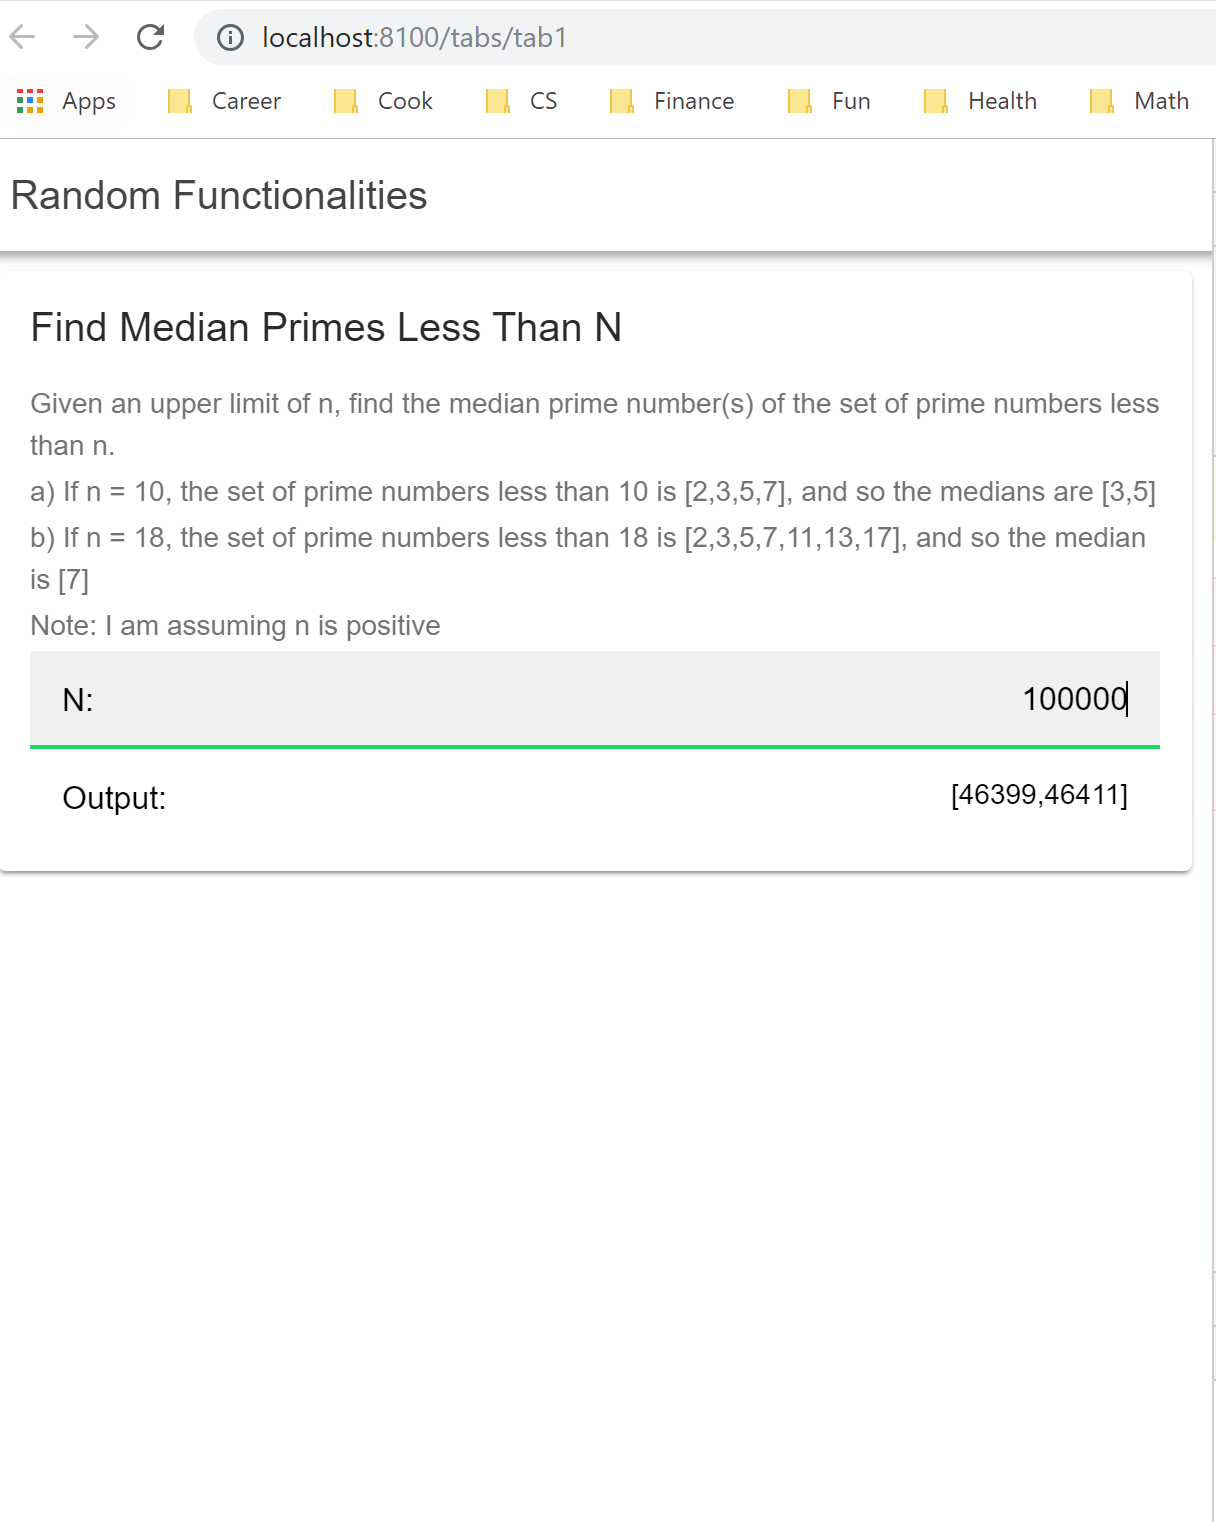 localhost:8100/tabs/tab1
Apps Career Cook CS Finance Fun Health Math
Random Functionalities
Find Median Primes Less Than N
Given an upper limit of n, find the median prime number(s) of the set of prime numbers less
than n.
a) If n = 10, the set of prime numbers less than 10 is [2,3,5,7], and so the medians are [3,5]
b) If n = 18, the set of prime numbers less than 18 is [2,3,5,7,11,13,17], and so the median
is [7]
Note: I am assuming n is positive
N: 100000
Output: [46399,46411]